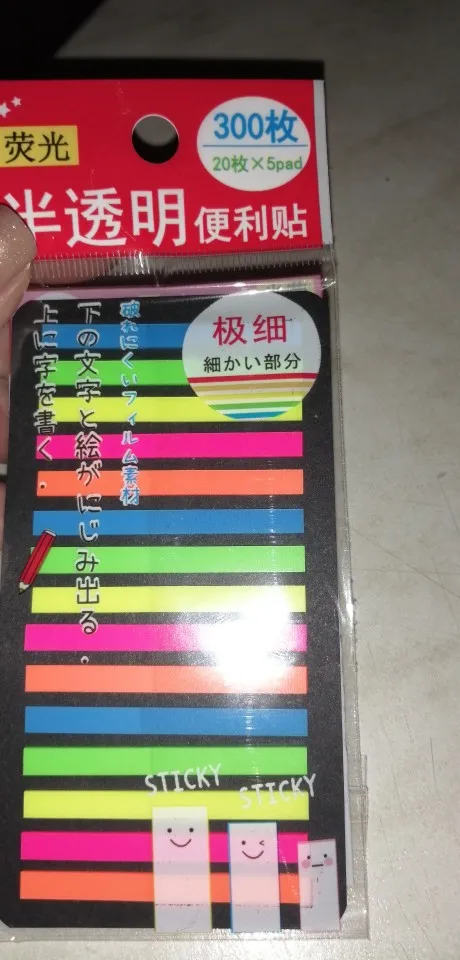 荧光
300枚
20枚×5pad
半透明便利贴
极细
細かい部分
破れにくいフィルム素材
下の文字と絵がにじみ出る.
上に字を書く.
STICKY
STICKY